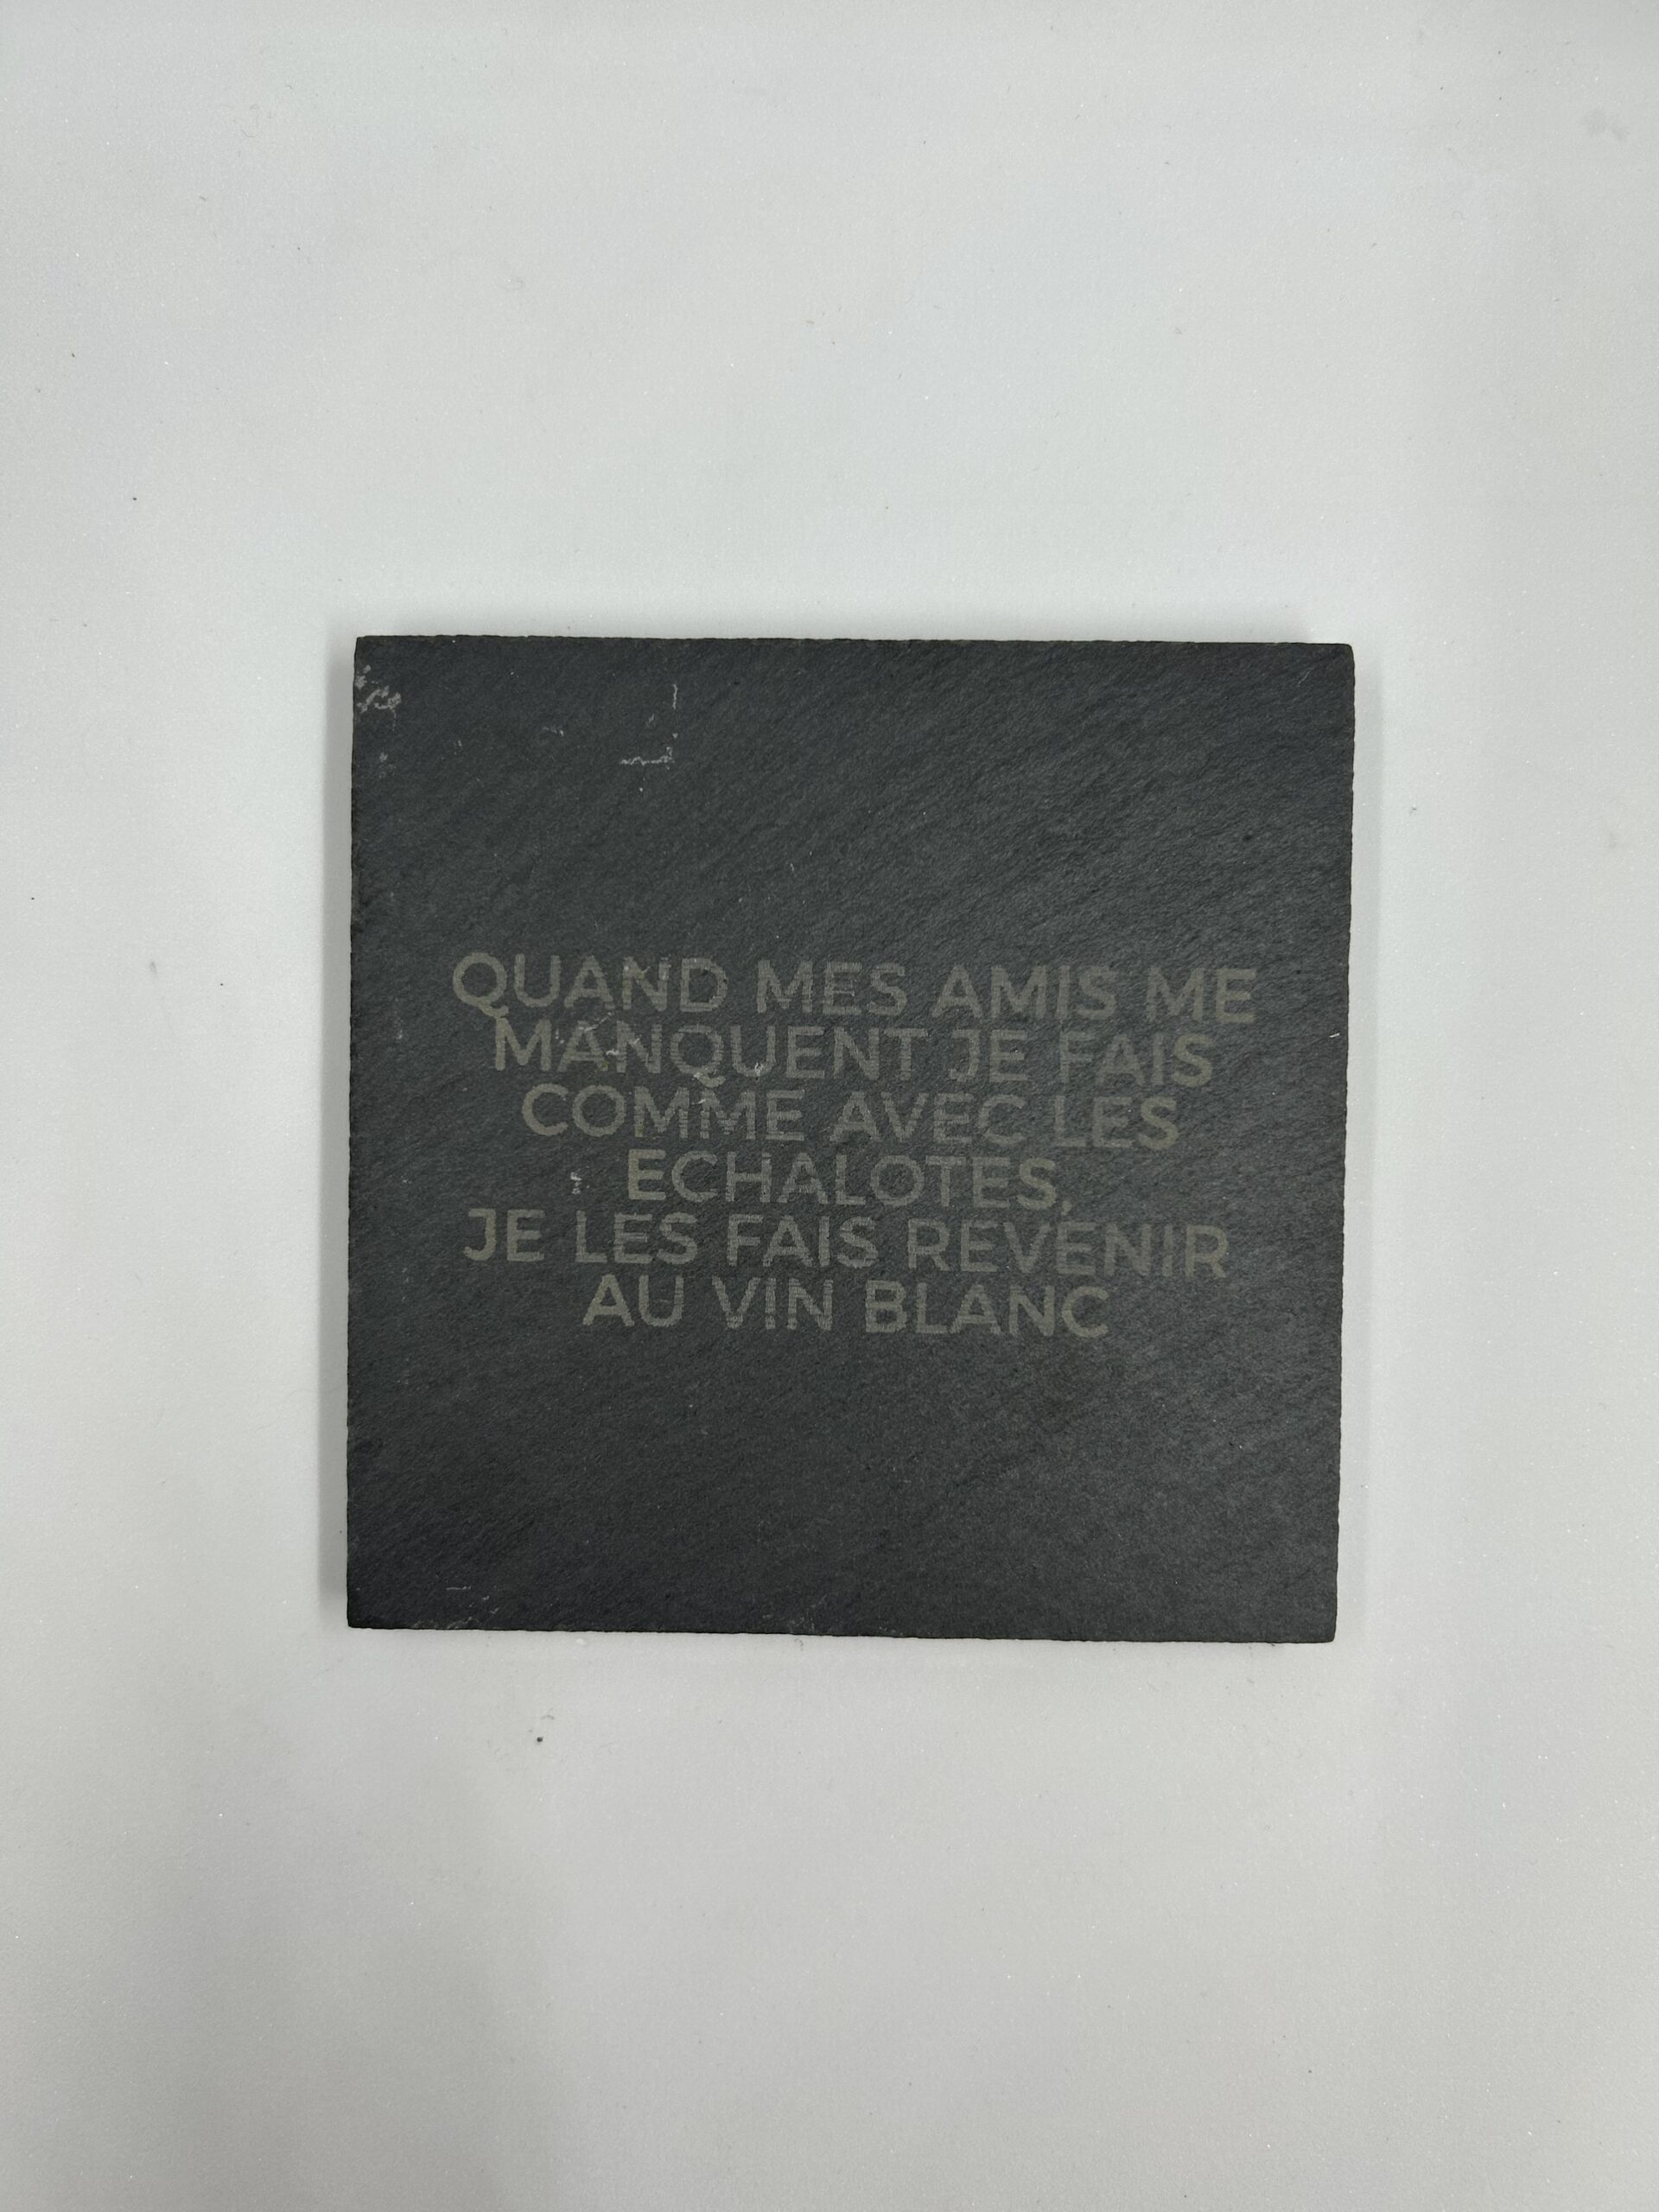 QUAND MES AMIS ME
MANQUENT JE FAIS
COMME AVEC LES
ECHALOTES,
JE LES FAIS REVENIR
AU VIN BLANC